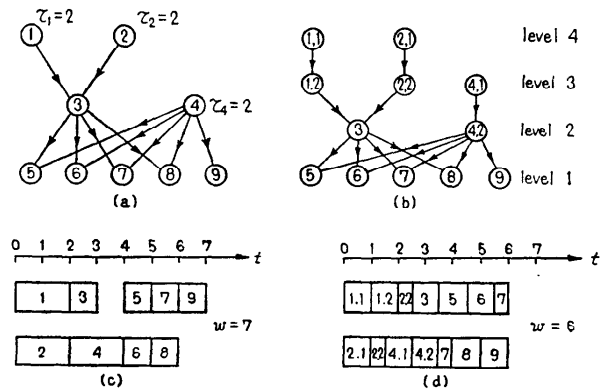 τ₁=2 τ₂=2
1 2
3 4 τ₄=2
5 6 7 8 9
(a)
1,1 2,1 level 4
1.2 2,2 4,1 level 3
3 4,2 level 2
5 6 7 8 9 level 1
(b)
0 1 2 3 4 5 6 7 t
1 3 5 7 9
w=7
2 4 6 8
(c)
0 1 2 3 4 5 6 7 t
1.1 1.2 2.2 3 4 5 6 7
w=6
2.1 2.2 4.1 4.2 7 8 9
(d)